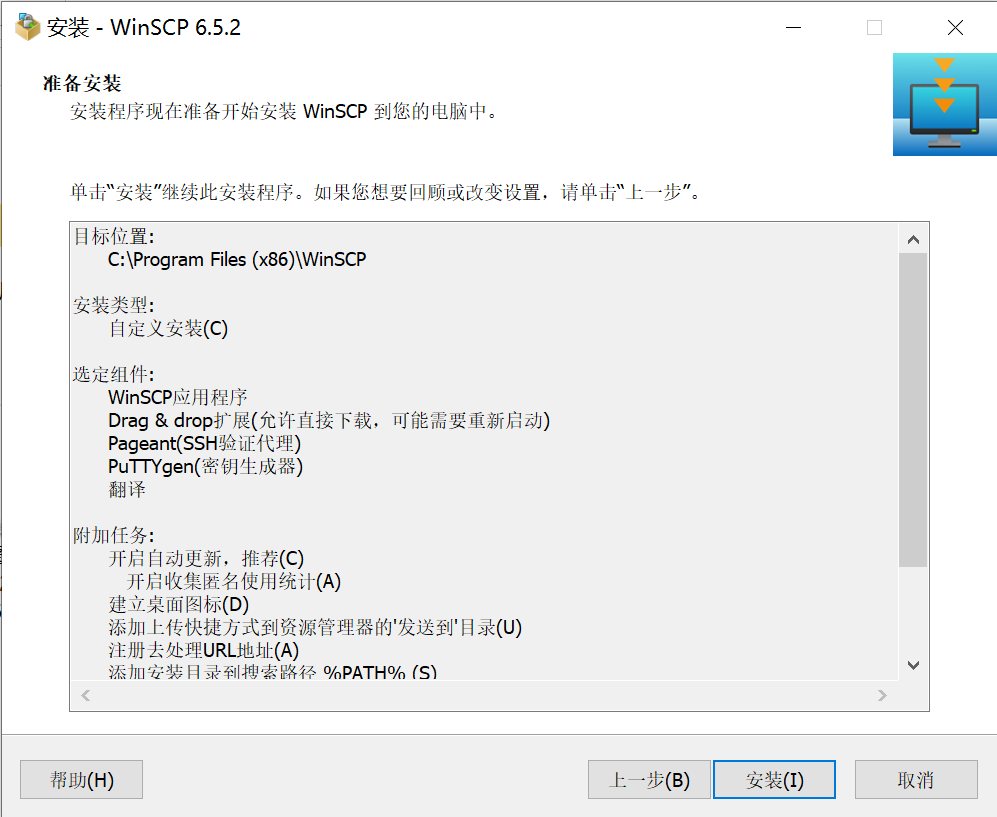 安装 - WinSCP 6.5.2
准备安装
安装程序现在准备开始安装 WinSCP 到您的电脑中。
单击“安装”继续此安装程序。如果您想要回顾或改变设置，请单击“上一步”。
目标位置:
C:\Program Files (x86)\WinSCP
安装类型:
自定义安装(C)
选定组件:
WinSCP应用程序
Drag & drop扩展(允许直接下载，可能需要重新启动)
Pageant(SSH验证代理)
PuTTYgen(密钥生成器)
翻译
附加任务:
开启自动更新，推荐(C)
开启收集匿名使用统计(A)
建立桌面图标(D)
添加上传快捷方式到资源管理器的'发送到'目录(U)
注册去处理URL地址(A)
添加安装目录到搜索路径 %PATH% (S)
帮助(H)
上一步(B)
安装(I)
取消